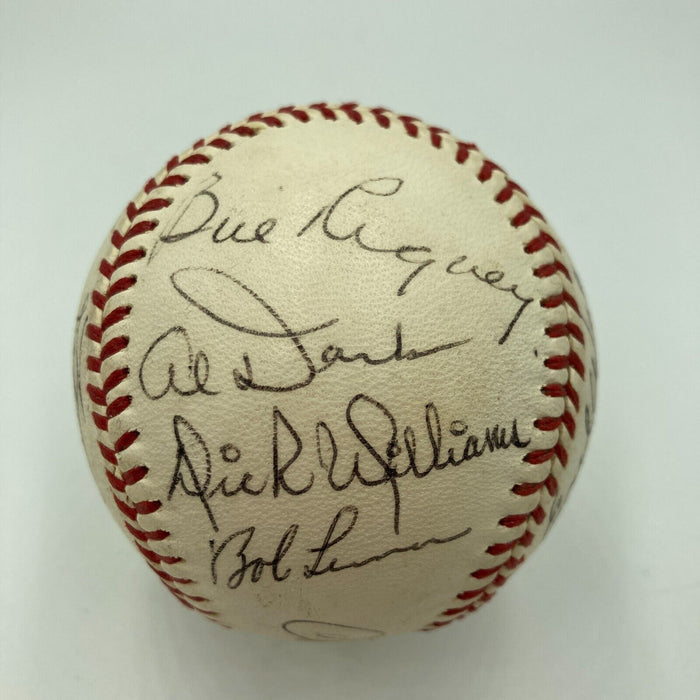 Bill Rigney
Al Dark
Dick Williams
Bob Lemon